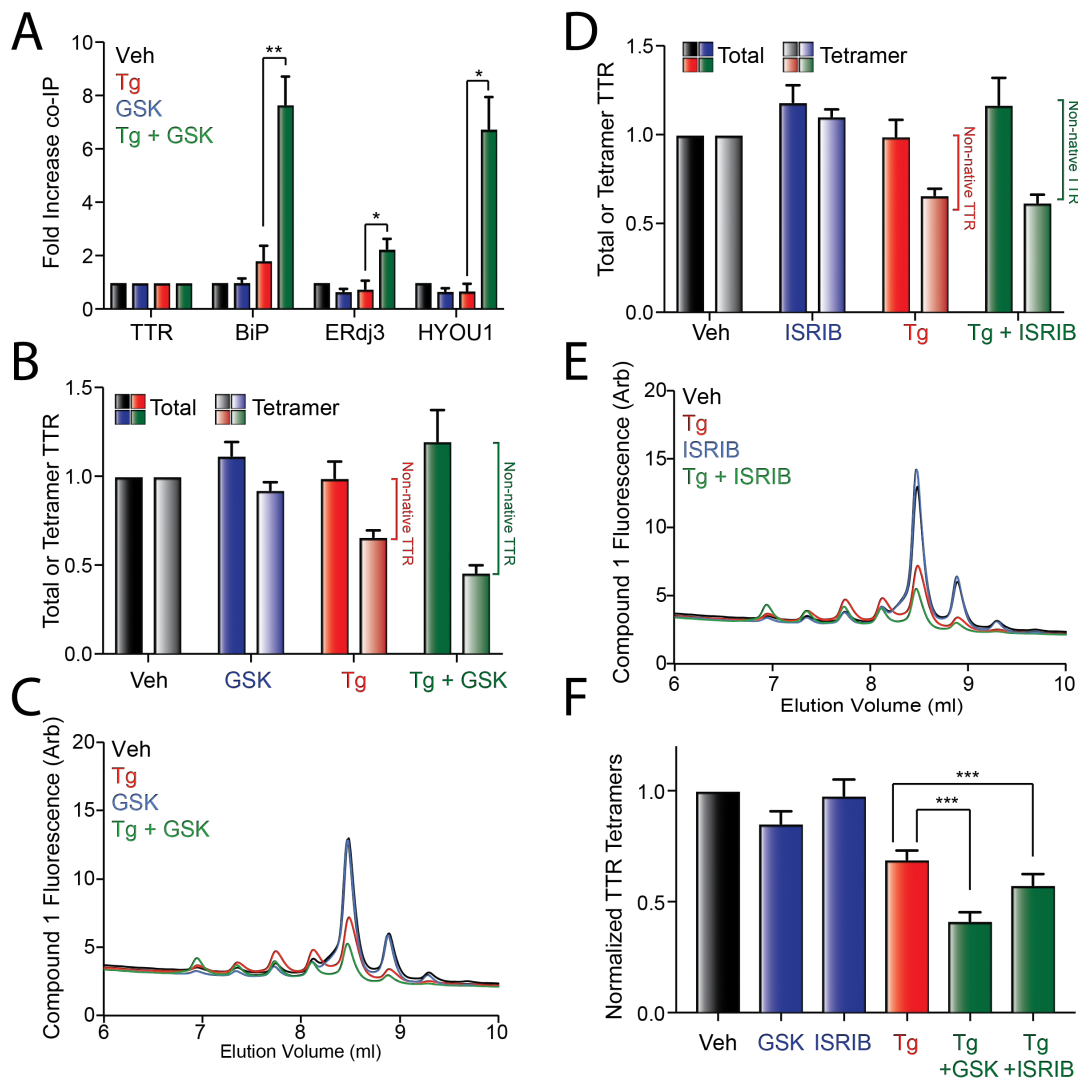 A
Fold Increase co-IP
10
8
6
4
2
0
Veh
Tg
GSK
Tg + GSK
**
*
*
TTR BiP ERdj3 HYOU1
B
Total or Tetramer TTR
1.5
1.0
0.5
0.0
Total Tetramer
Non-native TTR
Non-native TTR
Veh GSK Tg Tg + GSK
C
Compound 1 Fluorescence (Arb)
20
15
10
5
0
Veh
Tg
GSK
Tg + GSK
6 7 8 9 10
Elution Volume (ml)
D
Total or Tetramer TTR
1.5
1.0
0.5
0.0
Total Tetramer
Non-native TTR
Non-native TTR
Veh ISRIB Tg Tg + ISRIB
E
Compound 1 Fluorescence (Arb)
20
15
10
5
0
Veh
Tg
ISRIB
Tg + ISRIB
6 7 8 9 10
Elution Volume (ml)
F
Normalized TTR Tetramers
1.0
0.5
0.0
***
***
Veh GSK ISRIB Tg Tg Tg
+GSK +ISRIB